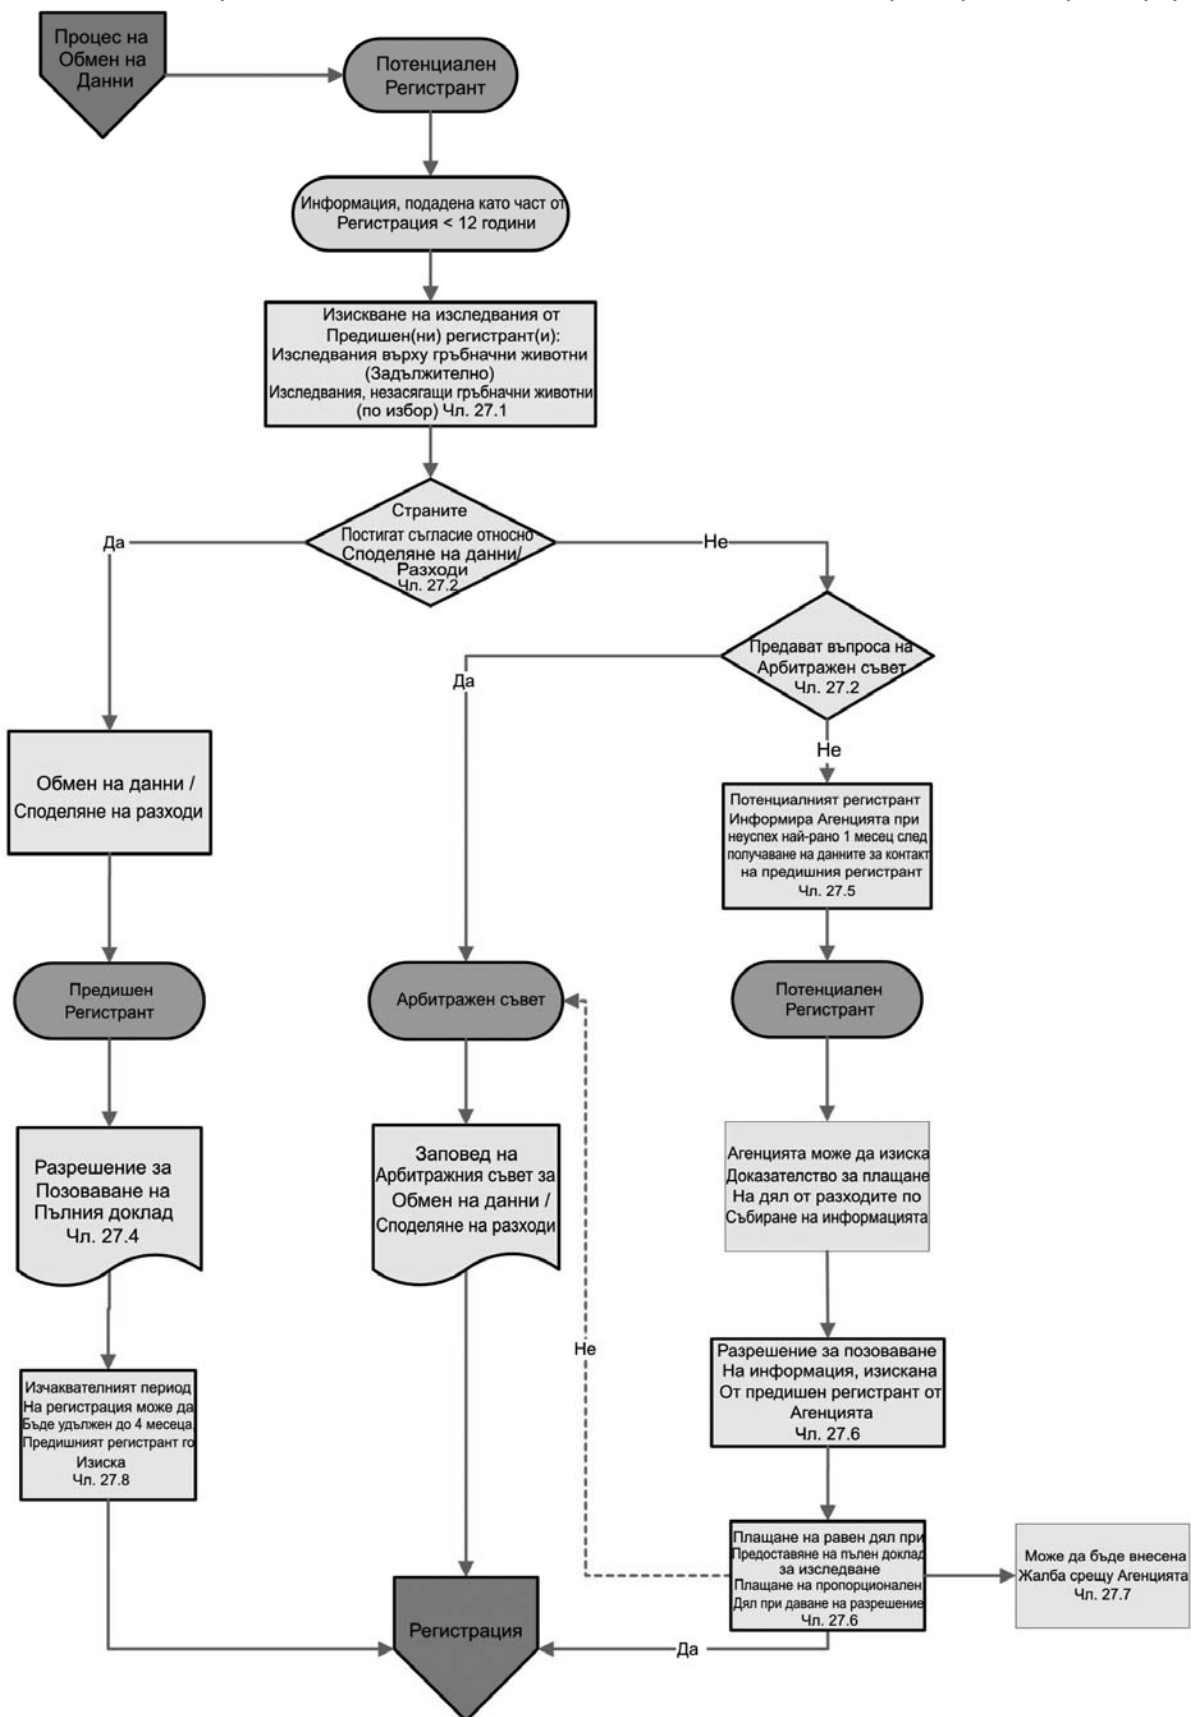 Процес на
Обмен на
Данни
Потенциален
Регистрант
Информация, подадена като част от
Регистрация < 12 години
Изискване на изследвания от
Предишен(ни) регистрант(и):
Изследвания върху гръбначни животни
(Задължително)
Изследвания, незасягащи гръбначни животни
(по избор) Чл. 27.1
Страните
Постигат съгласие относно
Споделяне на данни/
Разходи
Чл. 27.2
Да
Не
Предават въпроса на
Арбитражен съвет
Чл. 27.2
Да
Не
Обмен на данни /
Споделяне на разходи
Потенциалният регистрант
Информира Агенцията при
неуспех най-рано 1 месец след
получаване на данните за контакт
на предишния регистрант
Чл. 27.5
Предишен
Регистрант
Арбитражен съвет
Потенциален
Регистрант
Разрешение за
Позоваване на
Пълния доклад
Чл. 27.4
Заповед на
Арбитражния съвет за
Обмен на данни /
Споделяне на разходи
Агенцията може да изиска
Доказателство за плащане
На дял от разходите по
Събиране на информацията
Не
Разрешение за позоваване
На информация, изискана
От предишен регистрант от
Агенцията
Чл. 27.6
Изчаквателният период
На регистрация може да
Бъде удължен до 4 месеца.
Предишният регистрант го
Изиска
Чл. 27.8
Плащане на равен дял при
Предоставяне на пълен доклад
за изследване
Плащане на пропорционален
Дял при даване на разрешение
Чл. 27.6
Може да бъде внесена
Жалба срещу Агенцията
Чл. 27.7
Регистрация
Да